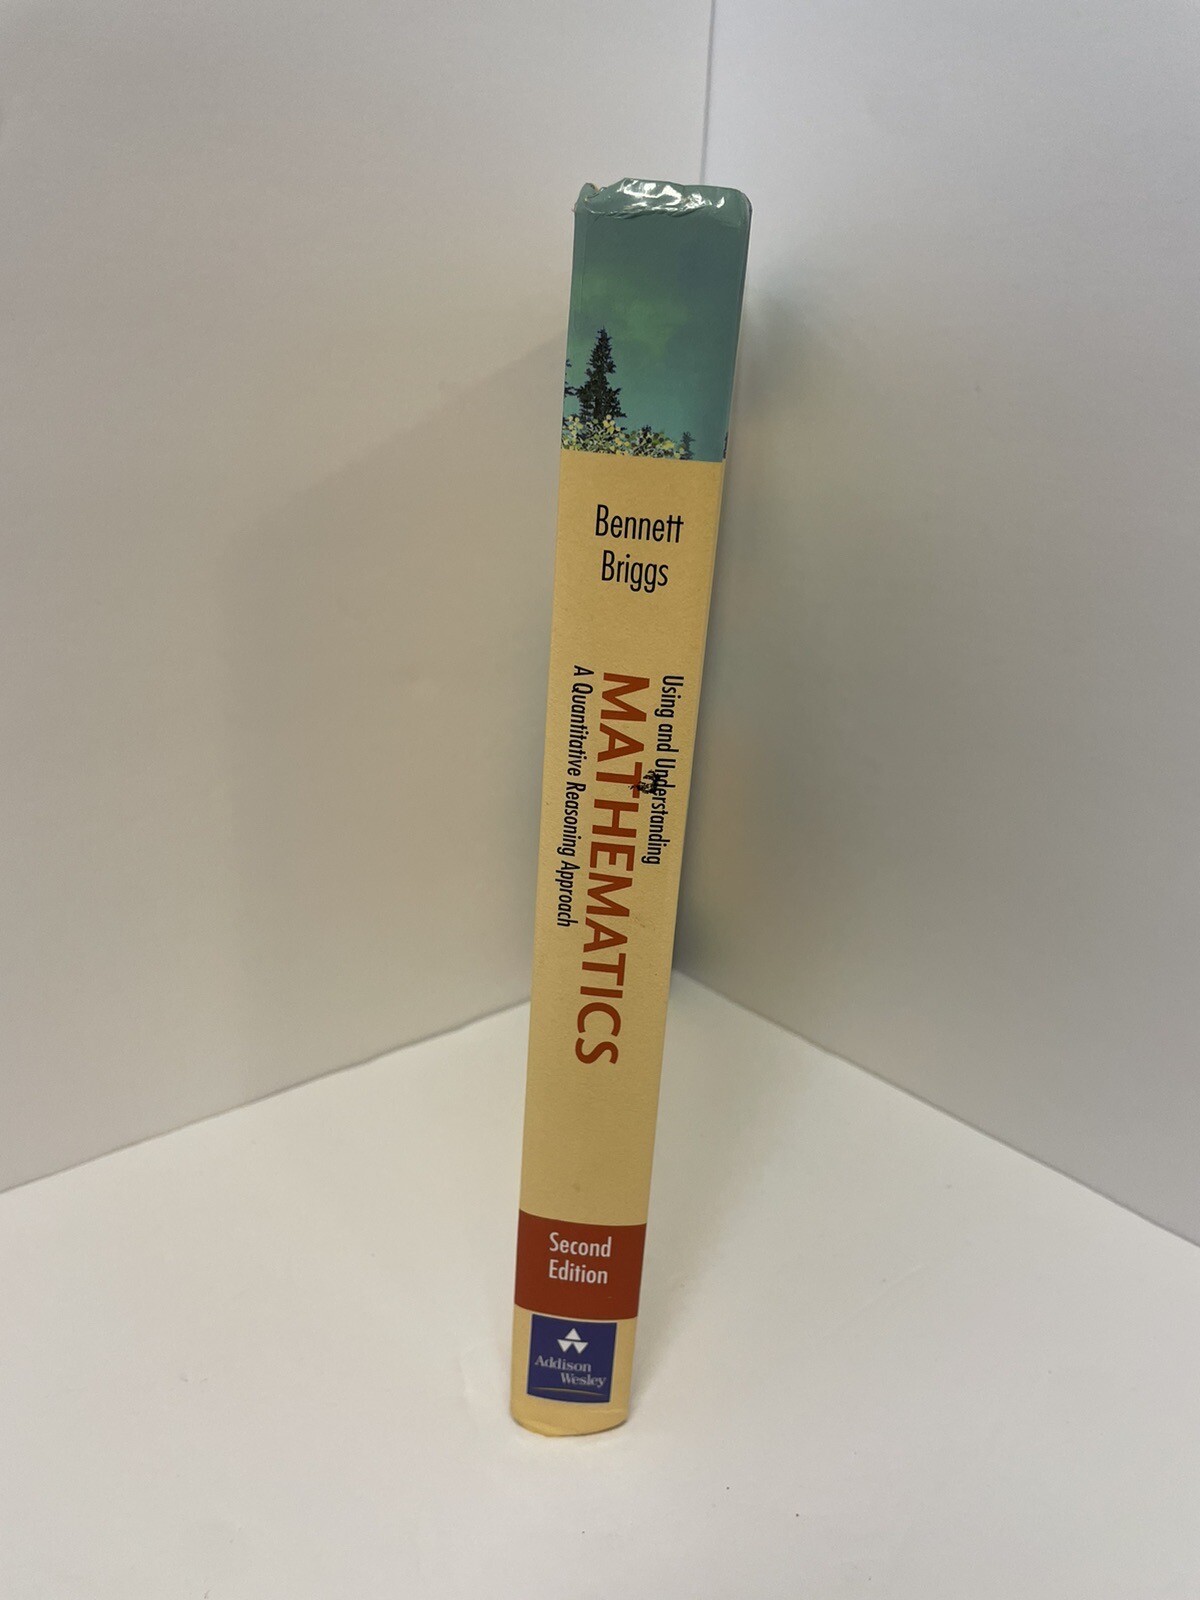 Bennett
Briggs
Using and Understanding
MATHEMATICS
A Quantitative Reasoning Approach
Second
Edition
Addison
Wesley